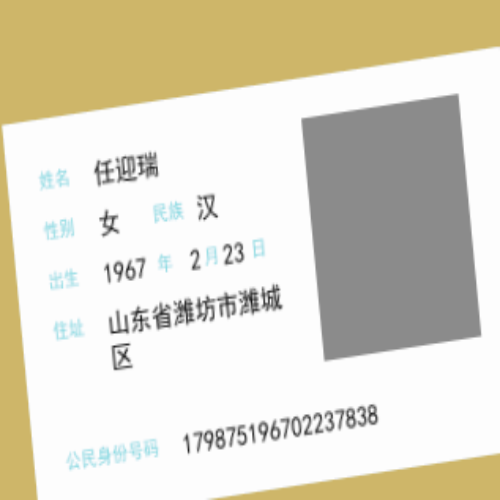 姓名 任迎瑞
性别 女 民族 汉
出生 1967 年 2 月 23 日
住址 山东省潍坊市潍城
区
公民身份号码 179875196702237838